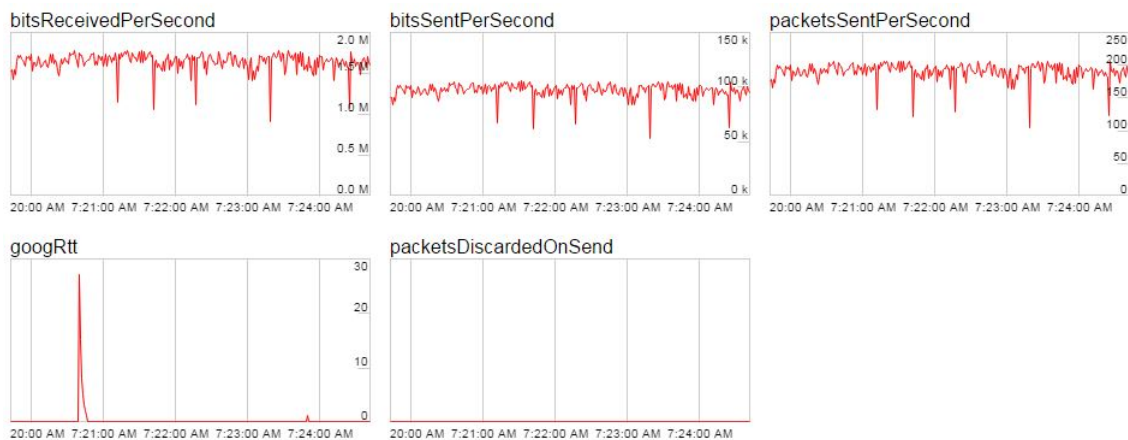 bitsReceivedPerSecond
2.0 M
1.5 M
1.0 M
0.5 M
0.0 M
20:00 AM 7:21:00 AM 7:22:00 AM 7:23:00 AM 7:24:00 AM
bitsSentPerSecond
150 k
100 k
50 k
0 k
20:00 AM 7:21:00 AM 7:22:00 AM 7:23:00 AM 7:24:00 AM
packetsSentPerSecond
250
200
150
100
50
0
20:00 AM 7:21:00 AM 7:22:00 AM 7:23:00 AM 7:24:00 AM
googRtt
30
20
10
0
20:00 AM 7:21:00 AM 7:22:00 AM 7:23:00 AM 7:24:00 AM
packetsDiscardedOnSend
20:00 AM 7:21:00 AM 7:22:00 AM 7:23:00 AM 7:24:00 AM